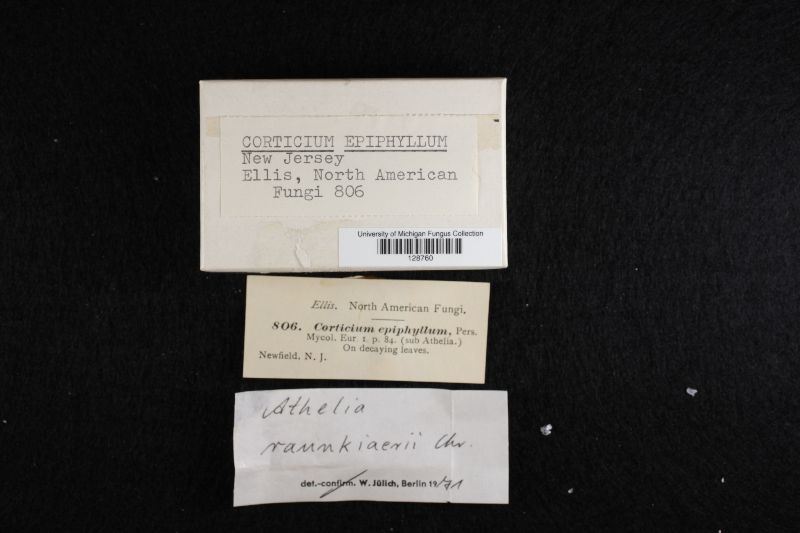 CORTICIUM EPIPHYLLUM
New Jersey
Ellis, North American
Fungi 806
University of Michigan Fungus Collection
128760
Ellis. North American Fungi.
806. Corticium epiphyllum, Pers.
Mycol. Eur. 1. p. 84. (sub Athelia.)
On decaying leaves.
Newfield, N. J.
Athelia
raunkiaerii Chr.
det.-confirm. W. Jülich, Berlin 19/71